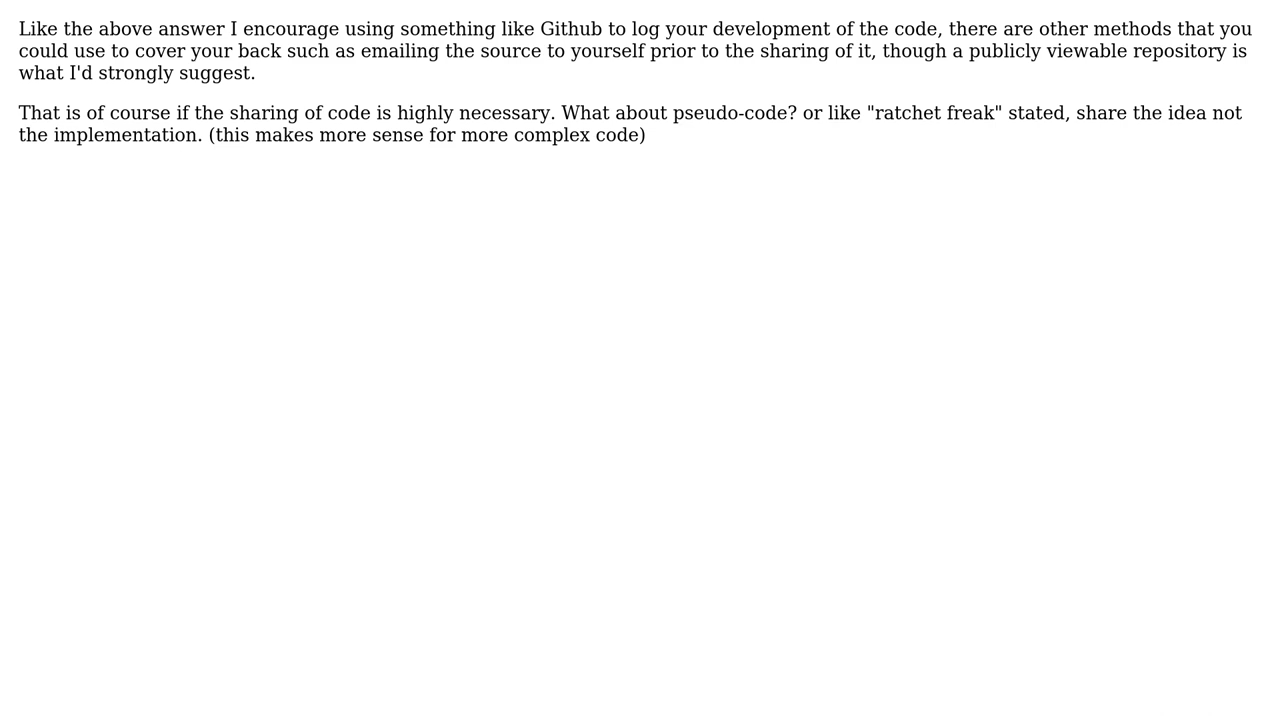 Like the above answer I encourage using something like Github to log your development of the code, there are other methods that you
could use to cover your back such as emailing the source to yourself prior to the sharing of it, though a publicly viewable repository is
what I'd strongly suggest.
That is of course if the sharing of code is highly necessary. What about pseudo-code? or like "ratchet freak" stated, share the idea not
the implementation. (this makes more sense for more complex code)